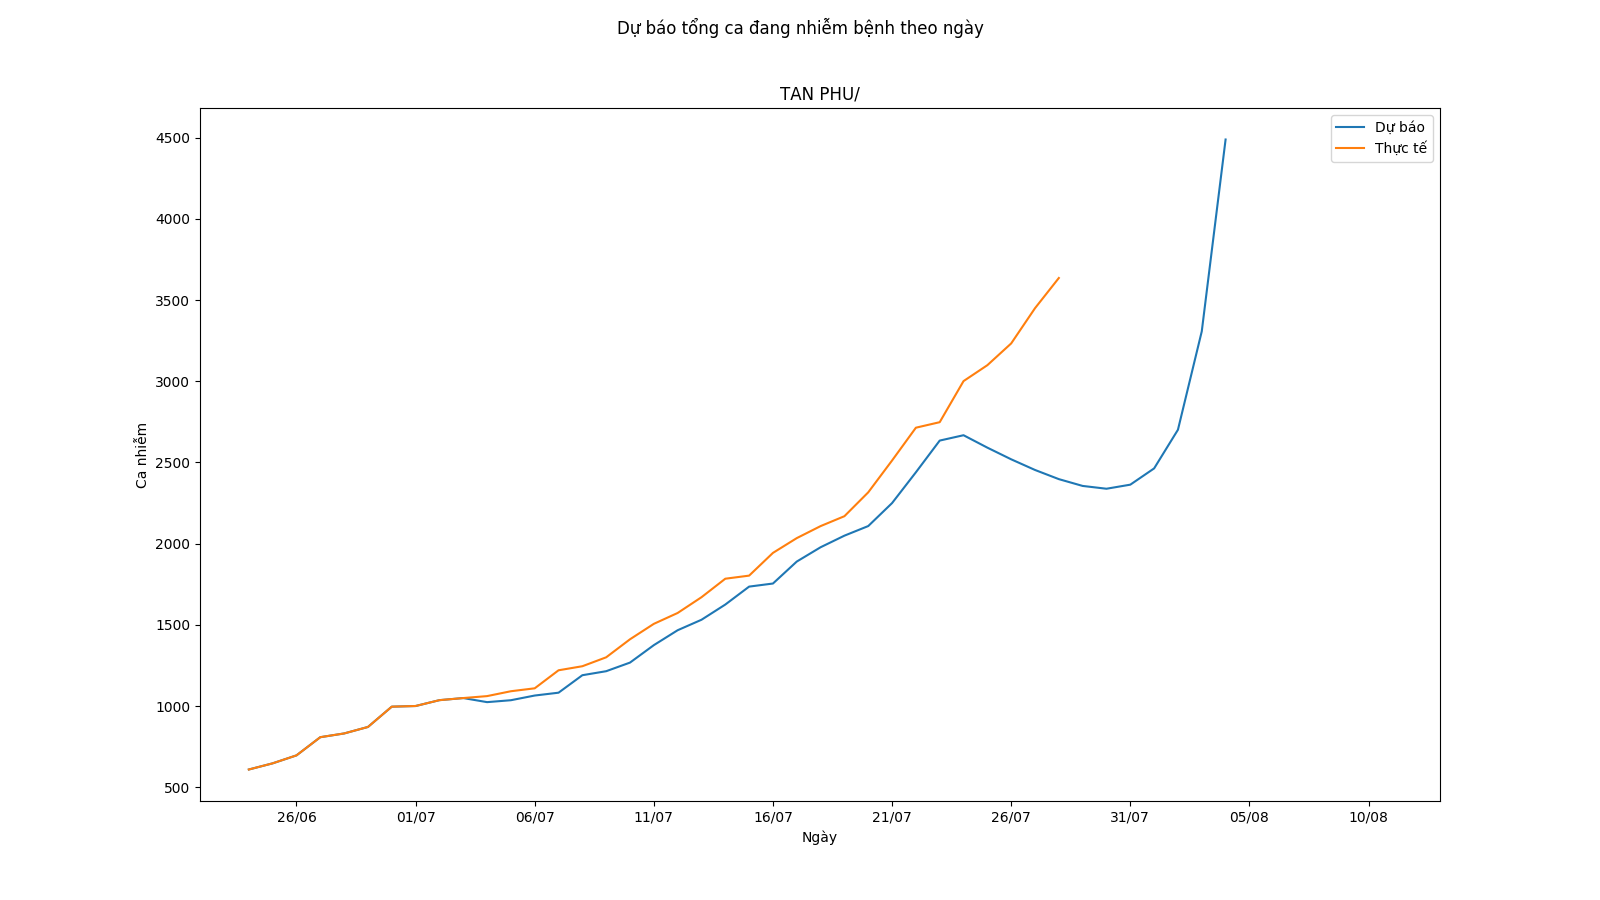 Dự báo tổng ca đang nhiễm bệnh theo ngày
TAN PHU/
Dự báo
Thực tế
Ca nhiễm
4500
4000
3500
3000
2500
2000
1500
1000
500
26/06 01/07 06/07 11/07 16/07 21/07 26/07 31/07 05/08 10/08
Ngày